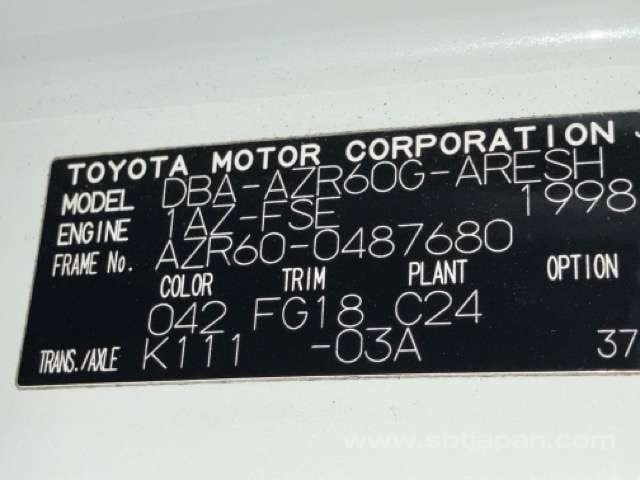 TOYOTA MOTOR CORPORATION
MODEL DBA-AZR60G-ARESH
ENGINE 1AZ-FSE 1998
FRAME No. AZR60-0487680
COLOR TRIM PLANT OPTION
042 FG18 C24
TRANS./AXLE K111 -03A 37
www.sbtjapan.com